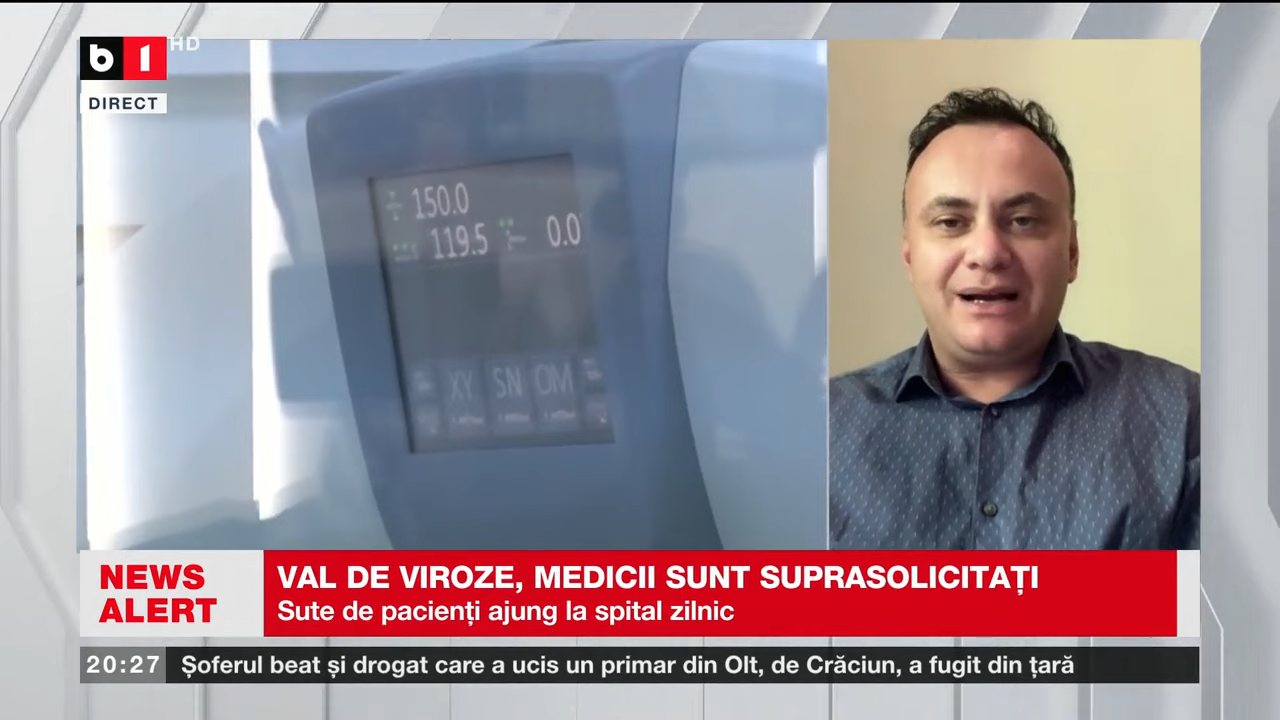 b1 HD
DIRECT
150.0
119.5 0.0
XY SN OM
NEWS
ALERT
VAL DE VIROZE, MEDICII SUNT SUPRASOLICITAȚI
Sute de pacienți ajung la spital zilnic
20:27 Șoferul beat și drogat care a ucis un primar din Olt, de Crăciun, a fugit din țară